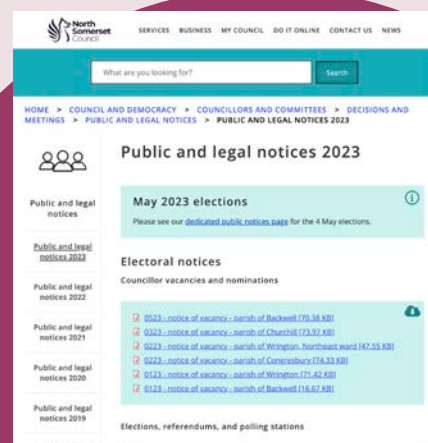 North
Somerset
Council
SERVICES BUSINESS MY COUNCIL DO IT ONLINE CONTACT US NEWS
What are you looking for?
Search
HOME > COUNCIL AND DEMOCRACY > COUNCILLORS AND COMMITTEES > DECISIONS AND
MEETINGS > PUBLIC AND LEGAL NOTICES > PUBLIC AND LEGAL NOTICES 2023
Public and legal notices 2023
Public and legal
notices
Public and legal
notices 2023
Public and legal
notices 2022
Public and legal
notices 2021
Public and legal
notices 2020
Public and legal
notices 2019
May 2023 elections
Please see our dedicated public notices page for the 4 May elections.
Electoral notices
Councillor vacancies and nominations
0523 - notice of vacancy - parish of Backwell [70.38 KB]
0323 - notice of vacancy - parish of Churchill [73.97 KB]
0223 - notice of vacancy - parish of Wrington, Northeast ward [47.55 KB]
0223 - notice of vacancy - parish of Congresbury [74.33 KB]
0123 - notice of vacancy - parish of Wrington [71.42 KB]
0123 - notice of vacancy - parish of Backwell [16.67 KB]
Elections, referendums, and polling stations